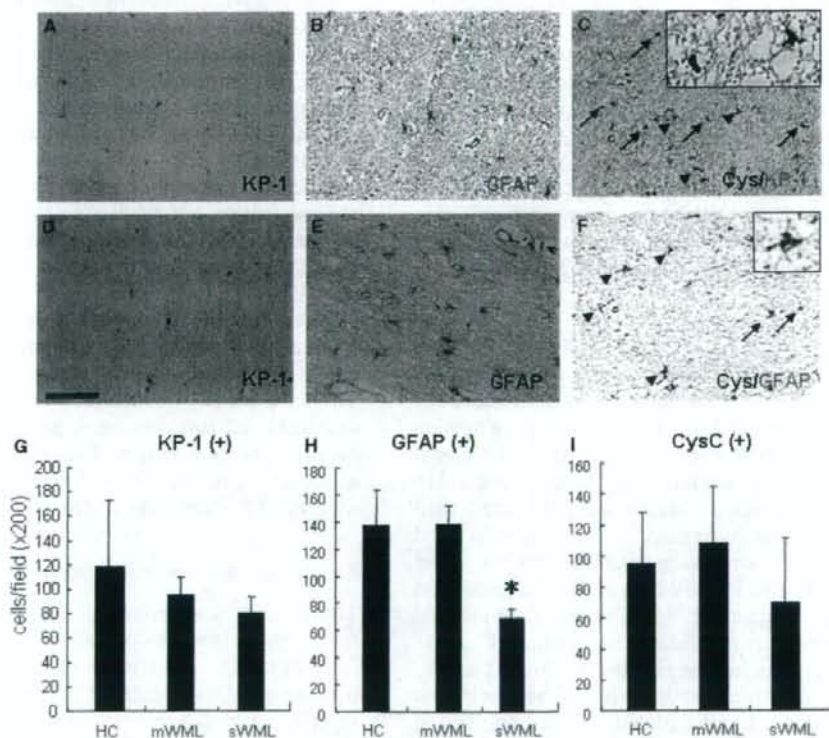 A
KP-1
B
GFAP
C
Cys/KP-1
D
KP-1
E
GFAP
F
Cys/GFAP
G KP-1 (+)
cells/field (x200)
200
180
160
140
120
100
80
60
40
20
0
HC mWML sWML
H GFAP (+)
180
160
140
120
100
80
60
40
20
0
*
HC mWML sWML
I CysC (+)
160
140
120
100
80
60
40
20
0
HC mWML sWML